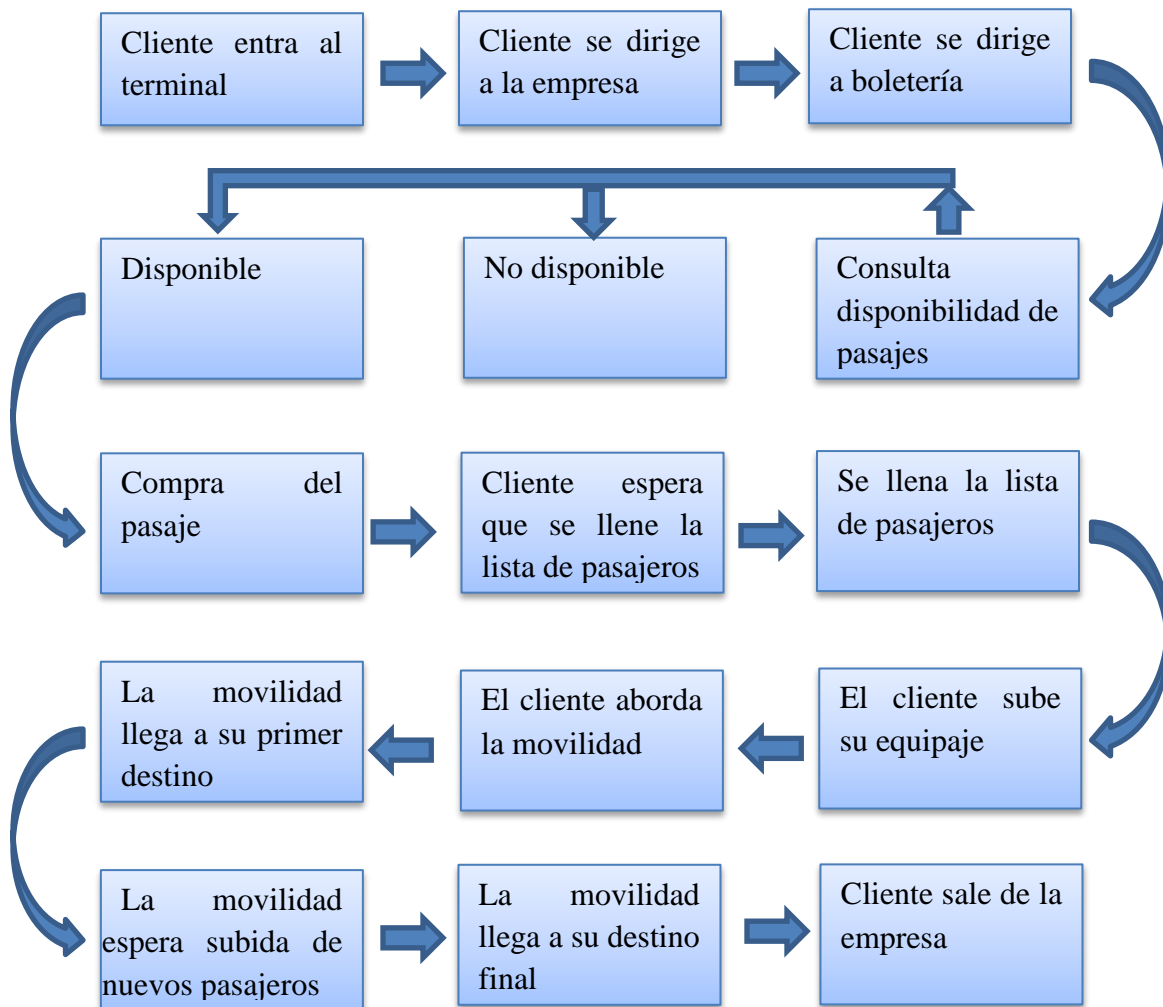 Cliente entra al
terminal
Cliente se dirige
a la empresa
Cliente se dirige
a boletería
Disponible
No disponible
Consulta
disponibilidad de
pasajes
Compra del
pasaje
Cliente espera
que se llene la
lista de pasajeros
Se llena la lista
de pasajeros
La movilidad
llega a su primer
destino
El cliente aborda
la movilidad
El cliente sube
su equipaje
La movilidad
espera subida de
nuevos pasajeros
La movilidad
llega a su destino
final
Cliente sale de la
empresa